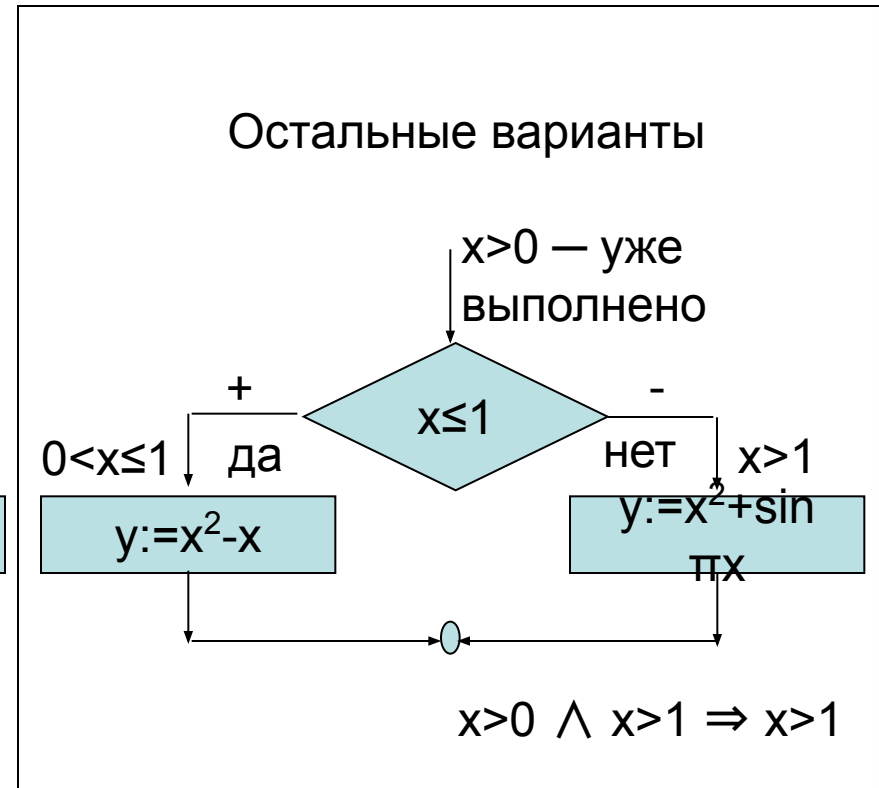 Остальные варианты
x>0 ─ уже
выполнено
+
-
x≤1
0<x≤1
да
нет
x>1
y:=x²-x
y:=x²+sin
πx
x>0 ∧ x>1 ⇒ x>1